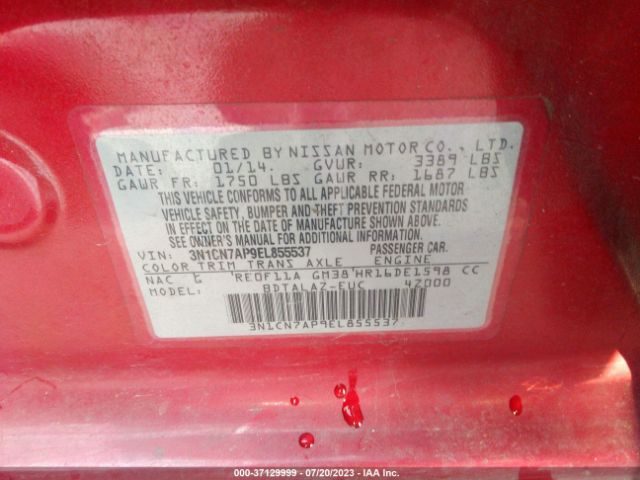 MANUFACTURED BY NISSAN MOTOR CO., LTD.
DATE: 01/14. GVWR: 3389 LBS
GAWR FR: 1750 LBS GAWR RR: 1687 LBS
THIS VEHICLE CONFORMS TO ALL APPLICABLE FEDERAL MOTOR
VEHICLE SAFETY, BUMPER AND THEFT PREVENTION STANDARDS
IN EFFECT ON THE DATE OF MANUFACTURE SHOWN ABOVE.
SEE OWNER'S MANUAL FOR ADDITIONAL INFORMATION.
VIN: 3N1CN7AP9EL855537 PASSENGER CAR.
COLOR TRIM TRANS AXLE ENGINE
NAC G RE0F11A GM38 HR16DE1598 CC
MODEL: BDTALAZ-EUC 4Z000
3N1CN7AP9EL855537
000-37129999 - 07/20/2023 - IAA Inc.